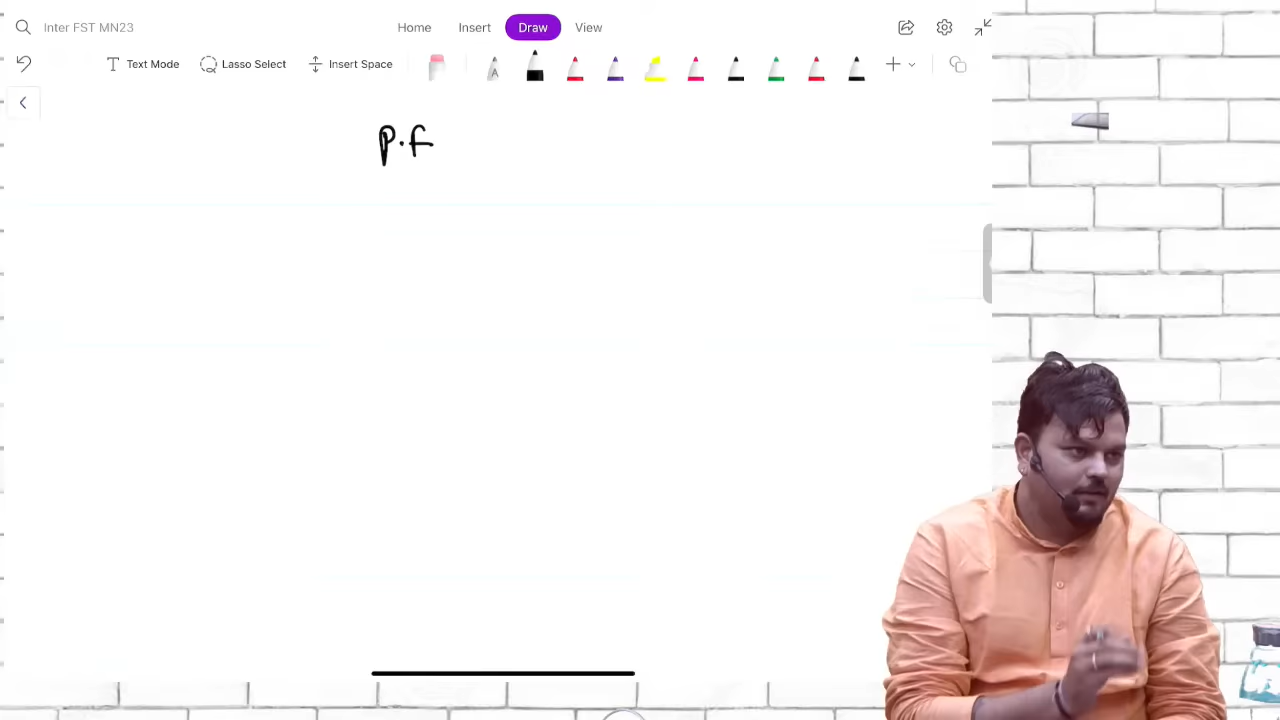 Inter FST MN23
Home Insert Draw View
Text Mode Lasso Select Insert Space
A
P.f